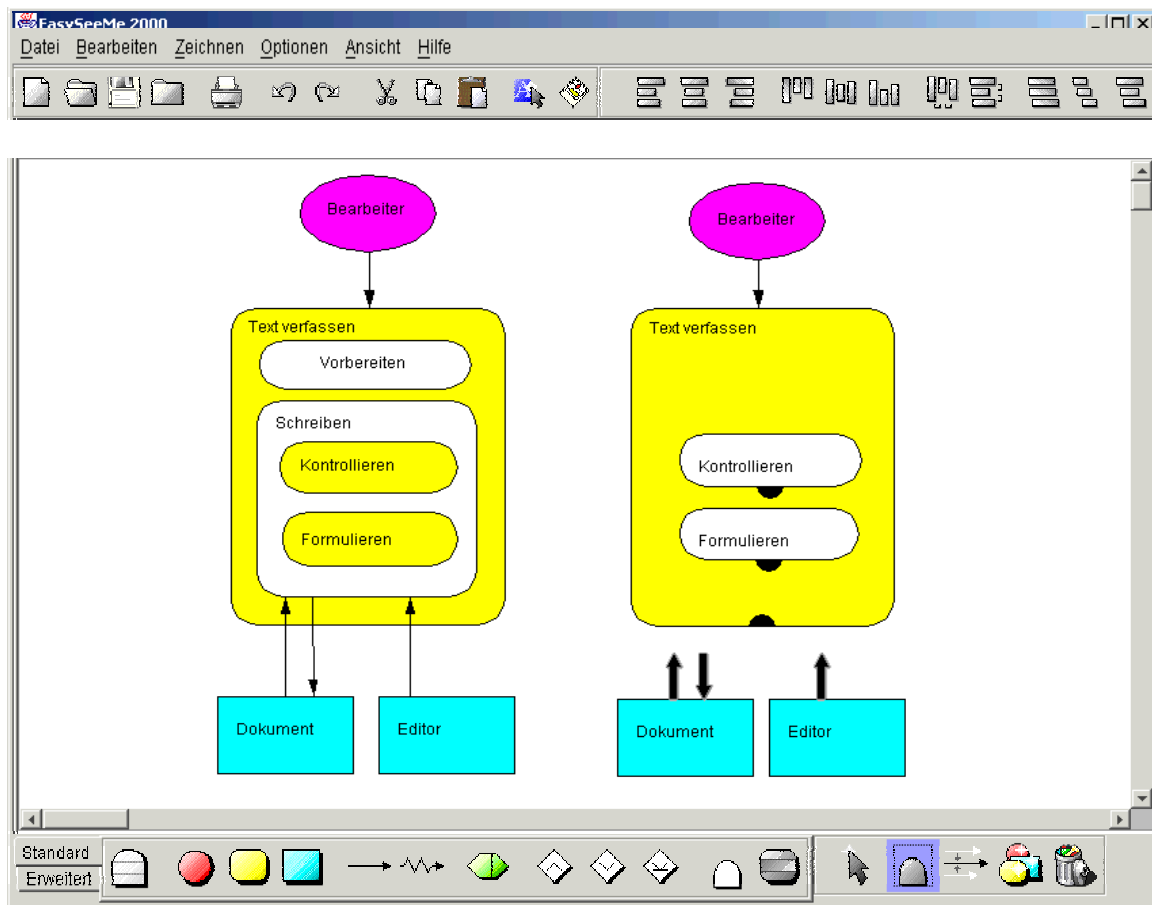 EasySeeMe 2000
Datei Bearbeiten Zeichnen Optionen Ansicht Hilfe
Bearbeiter
Text verfassen
Vorbereiten
Schreiben
Kontrollieren
Formulieren
Dokument
Editor
Bearbeiter
Text verfassen
Kontrollieren
Formulieren
Dokument
Editor
Standard
Erweitert